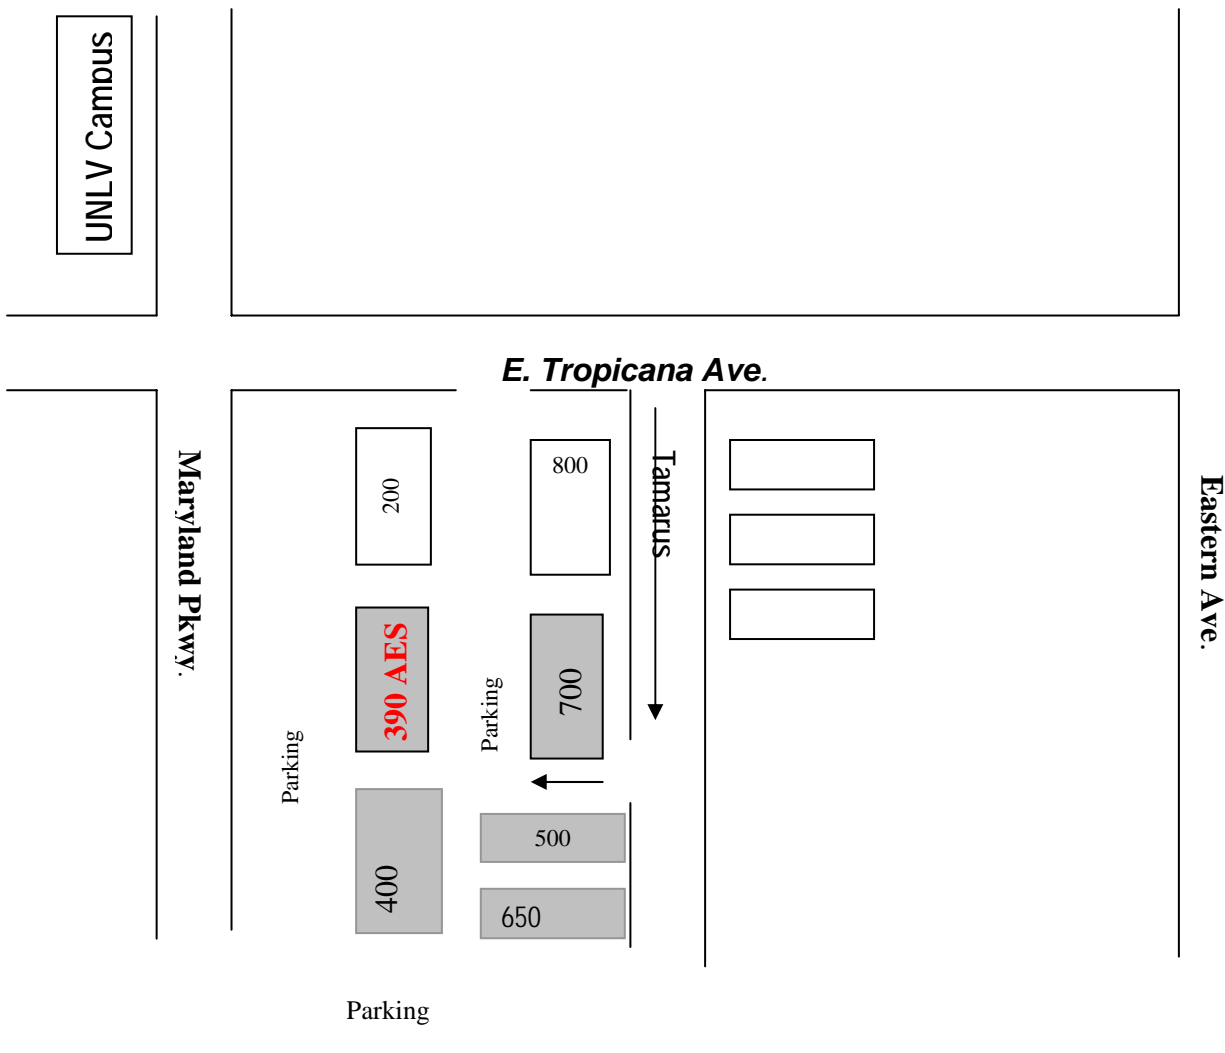 UNLV Campus
E. Tropicana Ave.
Maryland Pkwy.
200
800
Tamarus
Eastern Ave.
390 AES
Parking
700
Parking
400
500
650
Parking